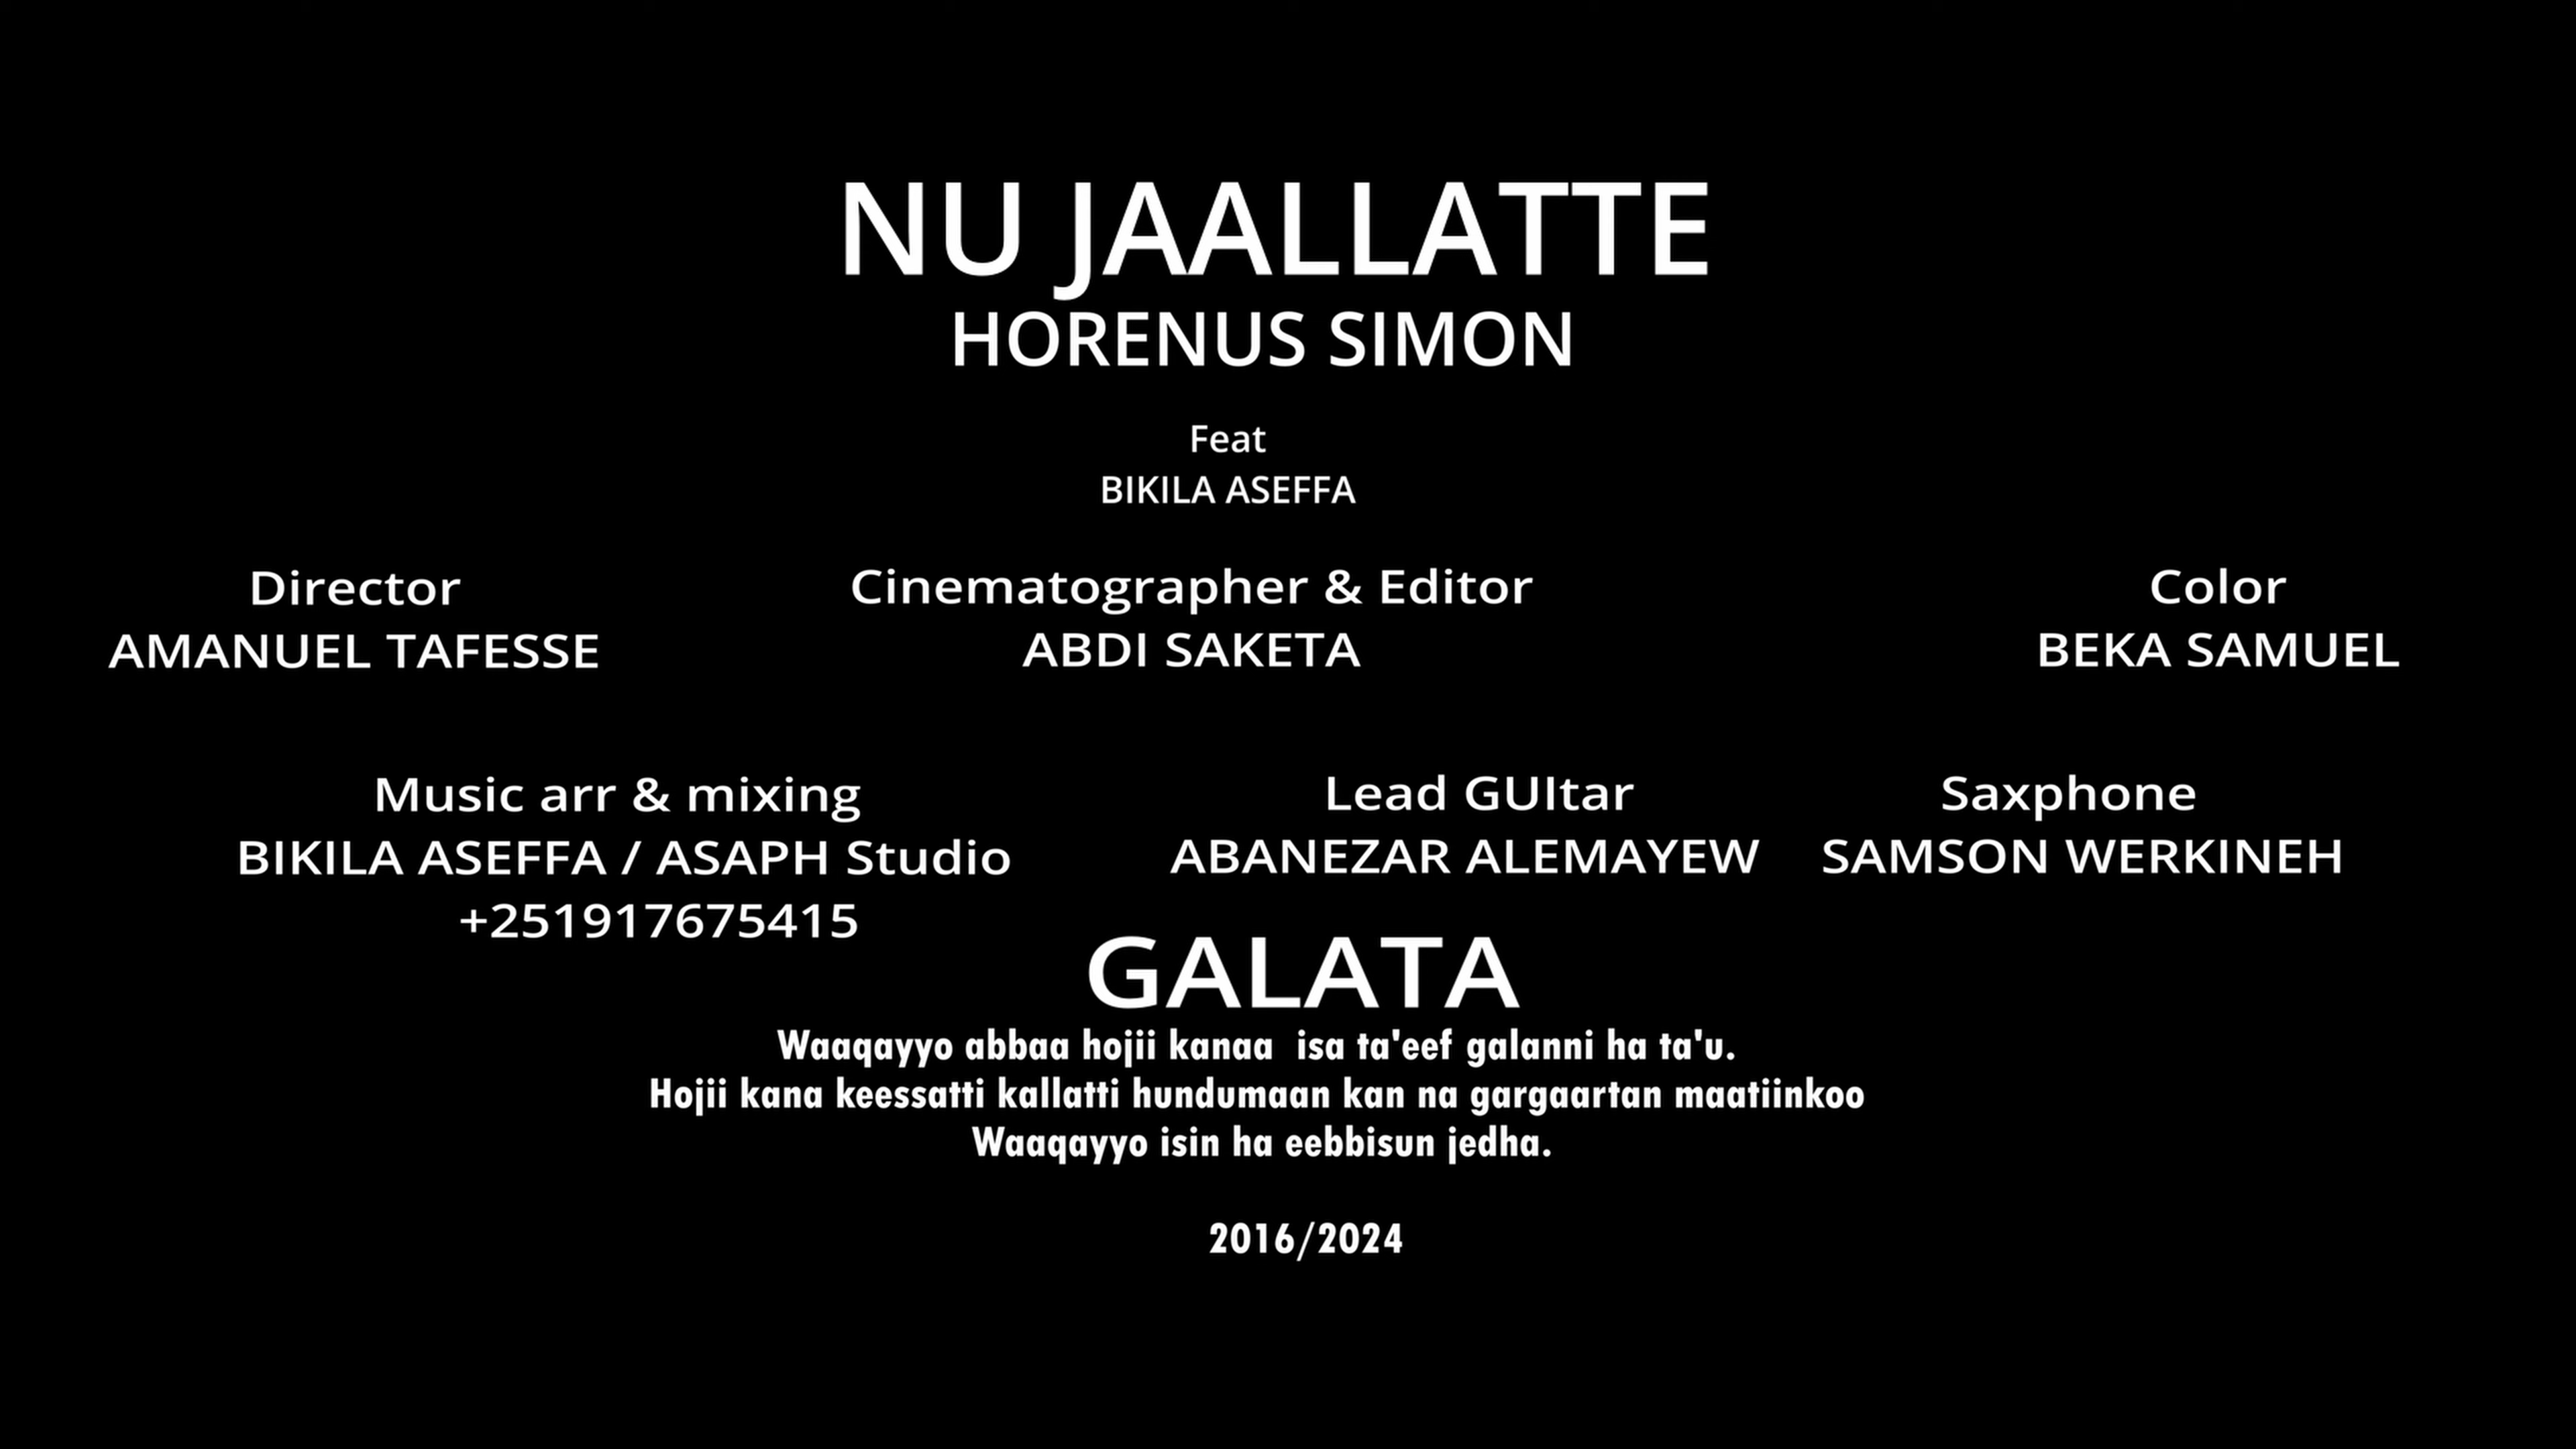 NU JAALLATTE
HORENUS SIMON
Feat
BIKILA ASEFFA
Director
AMANUEL TAFESSE
Cinematographer & Editor
ABDI SAKETA
Color
BEKA SAMUEL
Music arr & mixing
BIKILA ASEFFA / ASAPH Studio
+251917675415
Lead GUItar
ABANEZAR ALEMAYEW
Saxphone
SAMSON WERKINEH
GALATA
Waaqayyo abbaa hojii kanaa  isa ta'eef galanni ha ta'u.
Hojii kana keessatti kallatti hundumaan kan na gargaartan maatiinkoo
Waaqayyo isin ha eebbisun jedha.
2016/2024